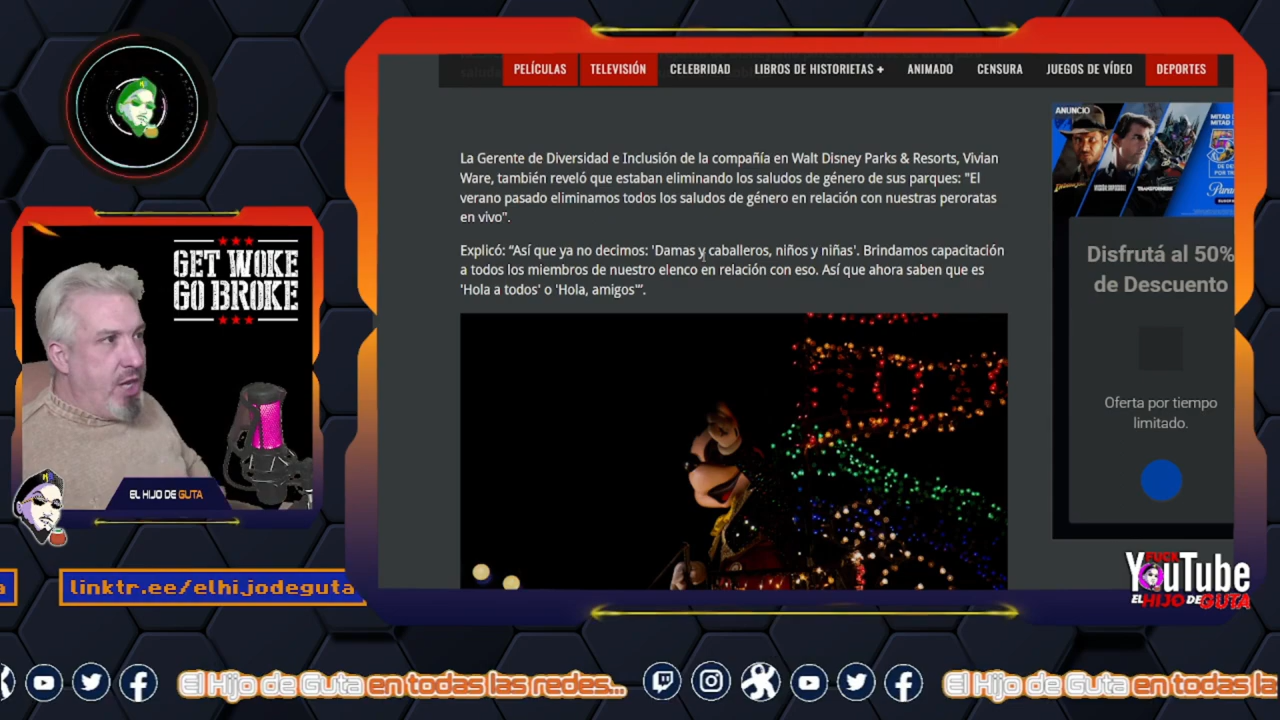 GET WOKE
GO BROKE
EL HIJO DE GUTA
linktr.ee/elhijodeguta
PELÍCULAS TELEVISIÓN CELEBRIDAD LIBROS DE HISTORIETAS + ANIMADO CENSURA JUEGOS DE VÍDEO DEPORTES
La Gerente de Diversidad e Inclusión de la compañía en Walt Disney Parks & Resorts, Vivian
Ware, también reveló que estaban eliminando los saludos de género de sus parques: "El
verano pasado eliminamos todos los saludos de género en relación con nuestras peroratas
en vivo".
Explicó: “Así que ya no decimos: 'Damas y caballeros, niños y niñas'. Brindamos capacitación
a todos los miembros de nuestro elenco en relación con eso. Así que ahora saben que es
'Hola a todos' o 'Hola, amigos'”.
ANUNCIO
MITAD D
MITAD
Disfrutá al 50%
de Descuento
Oferta por tiempo
limitado.
YouTube
EL HIJO DE GUTA
El Hijo de Guta en todas las redes...
El Hijo de Guta en todas la